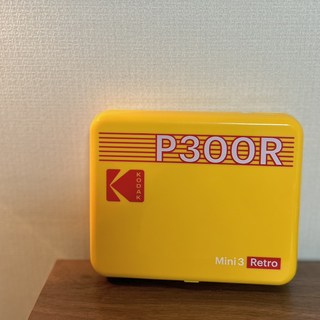 P300R
KODAK
Mini 3 Retro